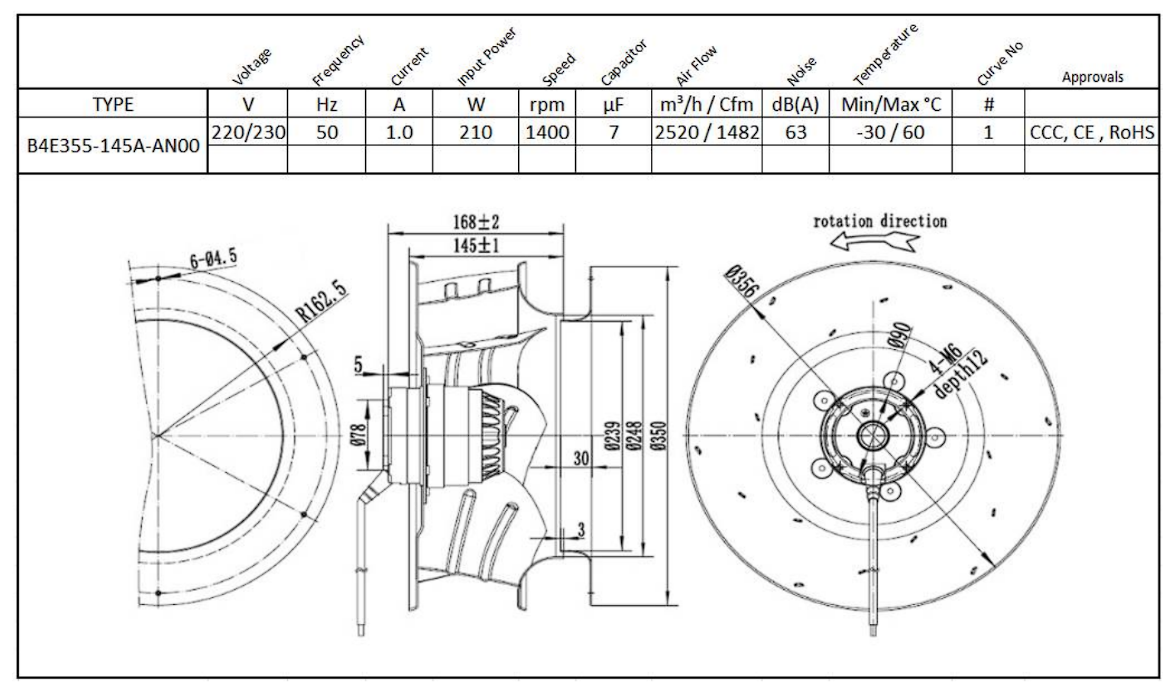 Voltage Frequency Current Input Power Speed Capacitor Air Flow Noise Temperature Curve No Approvals
TYPE V Hz A W rpm µF m³/h / Cfm dB(A) Min/Max °C #
B4E355-145A-AN00 220/230 50 1.0 210 1400 7 2520 / 1482 63 -30 / 60 1 CCC, CE , RoHS
168±2
145±1
rotation direction
6-Ø4.5
R162.5
Ø356
Ø90
4-M6
depth12
5
Ø78
Ø239
Ø248
Ø350
30
3